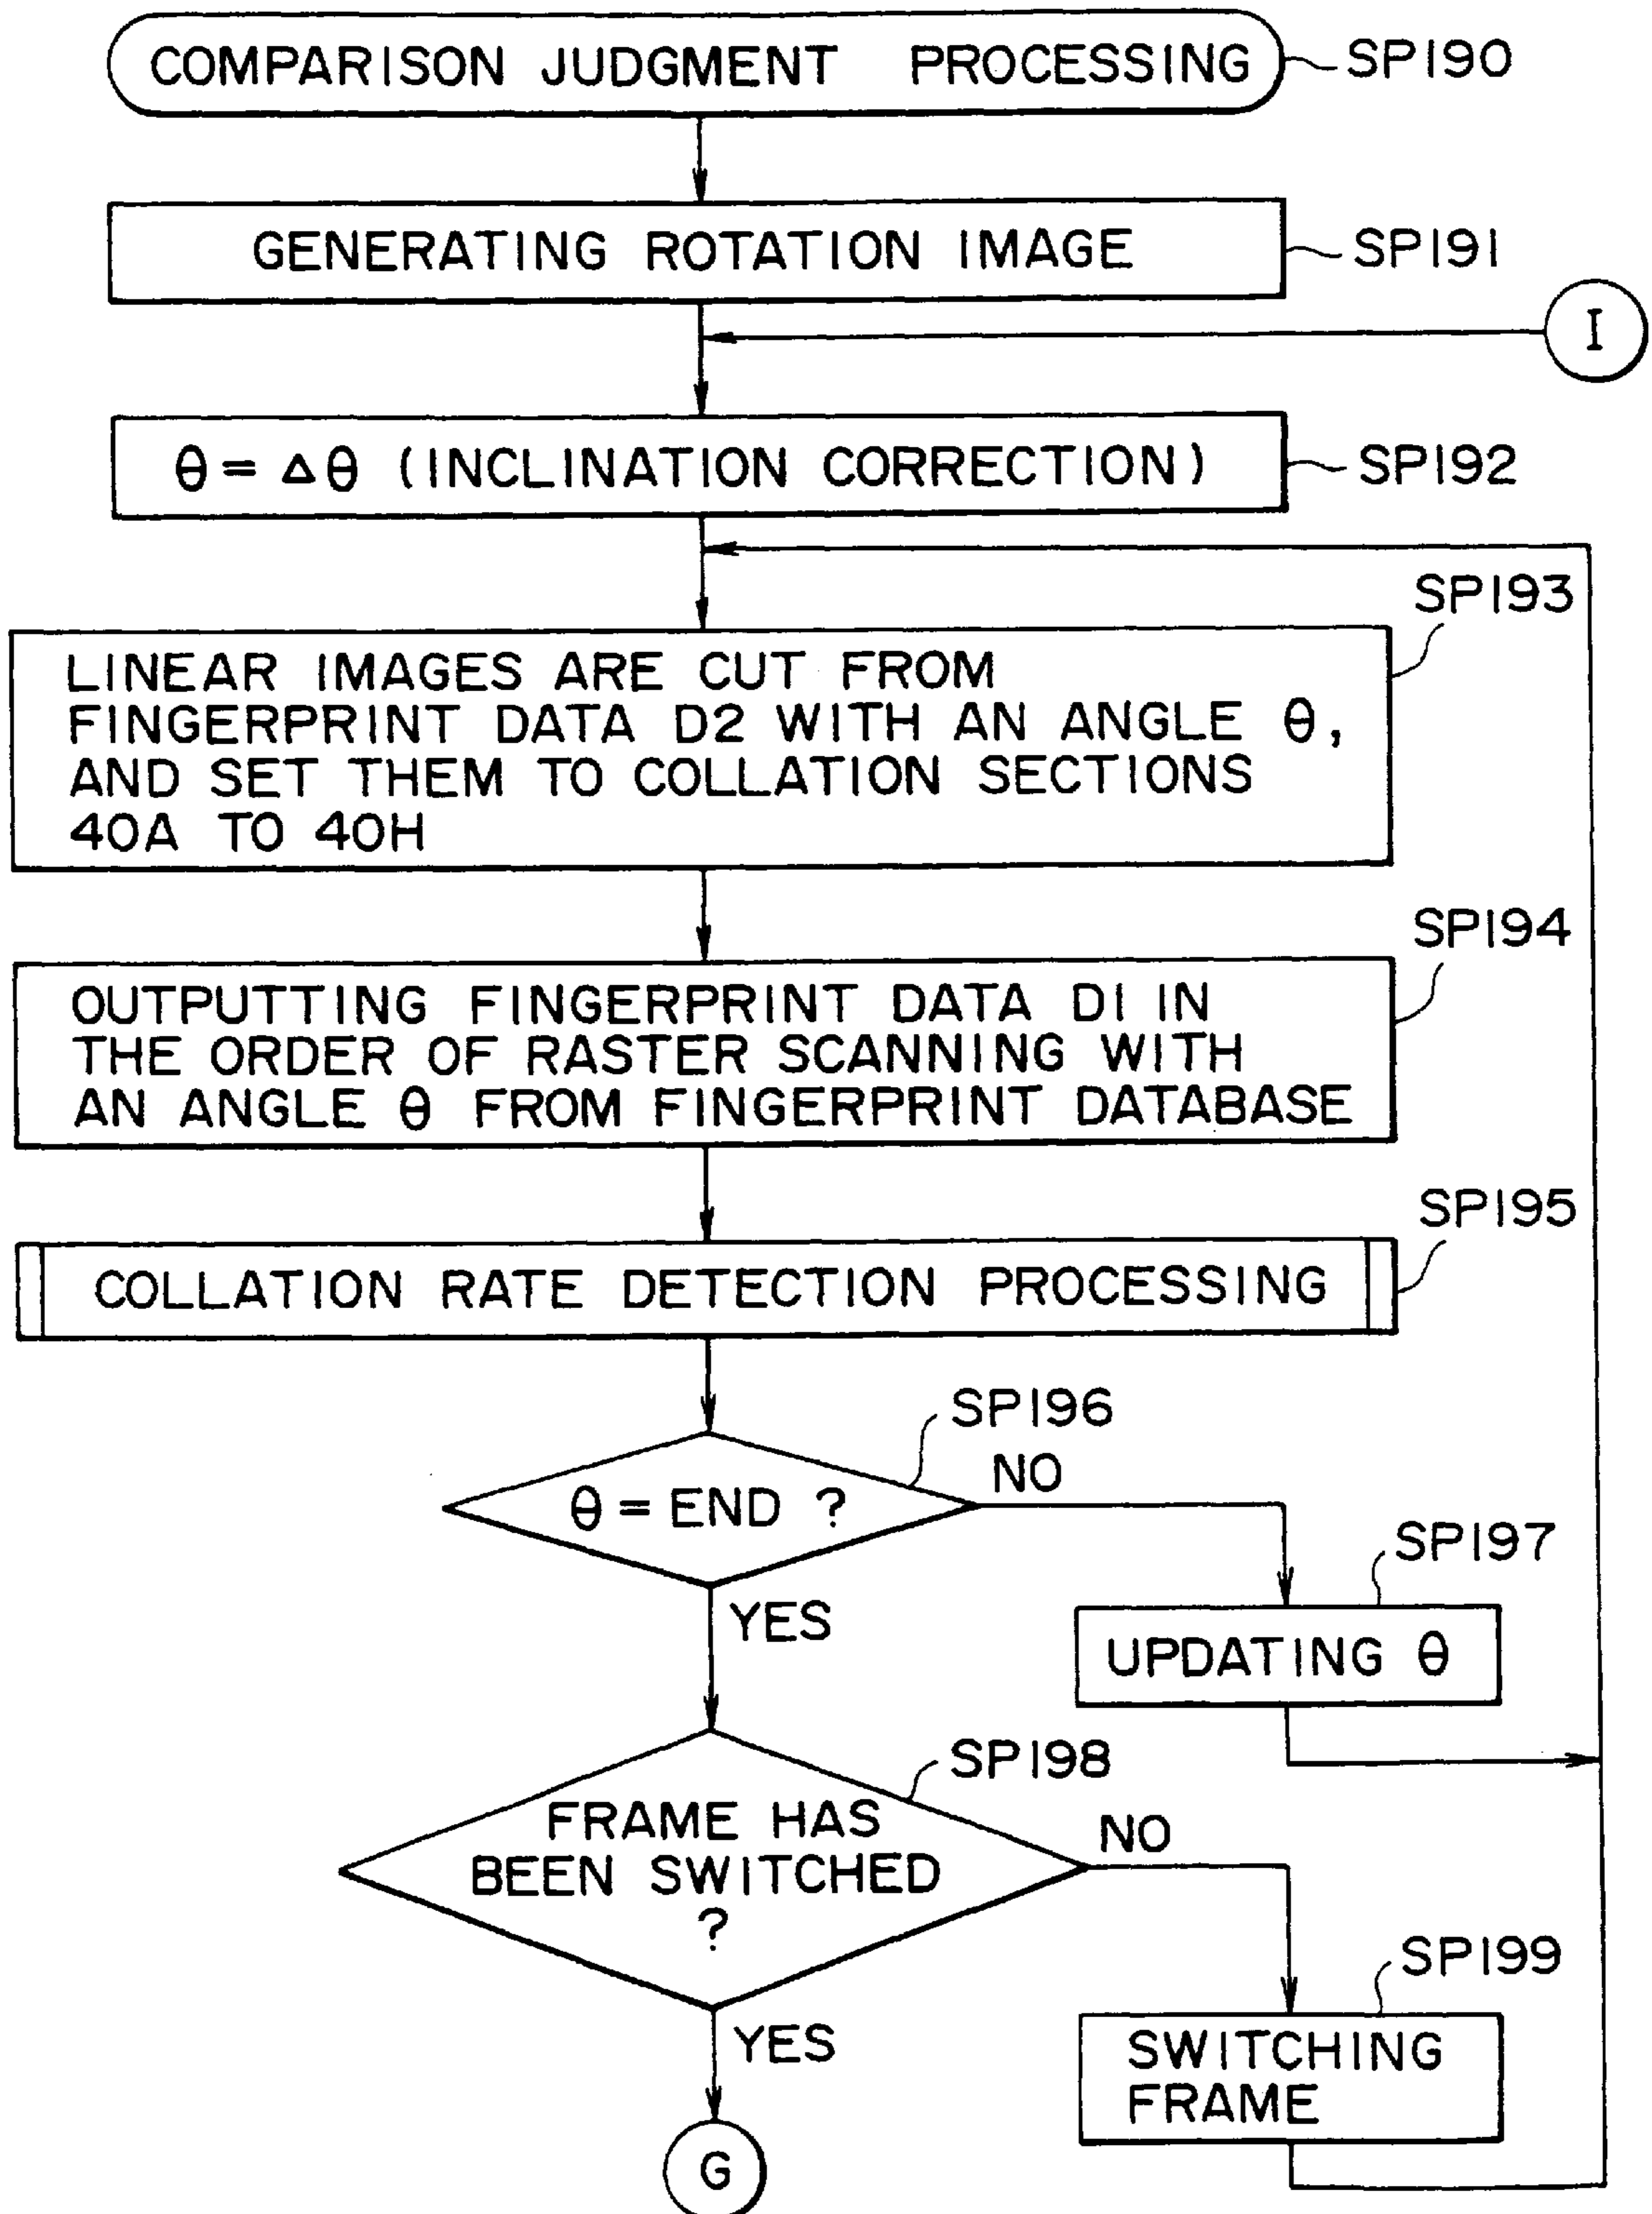 COMPARISON JUDGMENT PROCESSING
SP190
GENERATING ROTATION IMAGE
SP191
I
θ = Δθ (INCLINATION CORRECTION)
SP192
SP193
LINEAR IMAGES ARE CUT FROM
FINGERPRINT DATA D2 WITH AN ANGLE θ,
AND SET THEM TO COLLATION SECTIONS
40A TO 40H
SP194
OUTPUTTING FINGERPRINT DATA D1 IN
THE ORDER OF RASTER SCANNING WITH
AN ANGLE θ FROM FINGERPRINT DATABASE
SP195
COLLATION RATE DETECTION PROCESSING
SP196
θ = END ?
NO
SP197
UPDATING θ
YES
SP198
FRAME HAS
BEEN SWITCHED
?
NO
SP199
SWITCHING
FRAME
YES
G